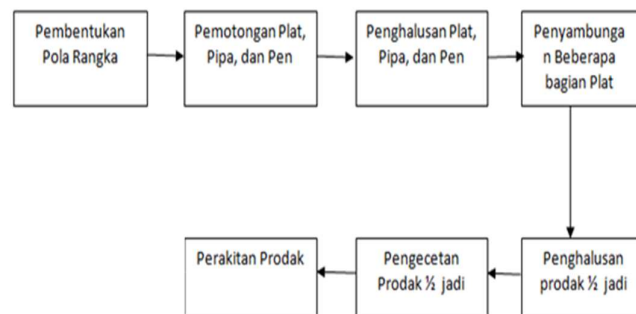 Pembentukan
Pola Rangka
Pemotongan Plat,
Pipa, dan Pen
Penghalusan Plat,
Pipa, dan Pen
Penyambunga
n Beberapa
bagian Plat
Penghalusan
prodak ½ jadi
Pengecetan
Prodak ½ jadi
Perakitan Prodak